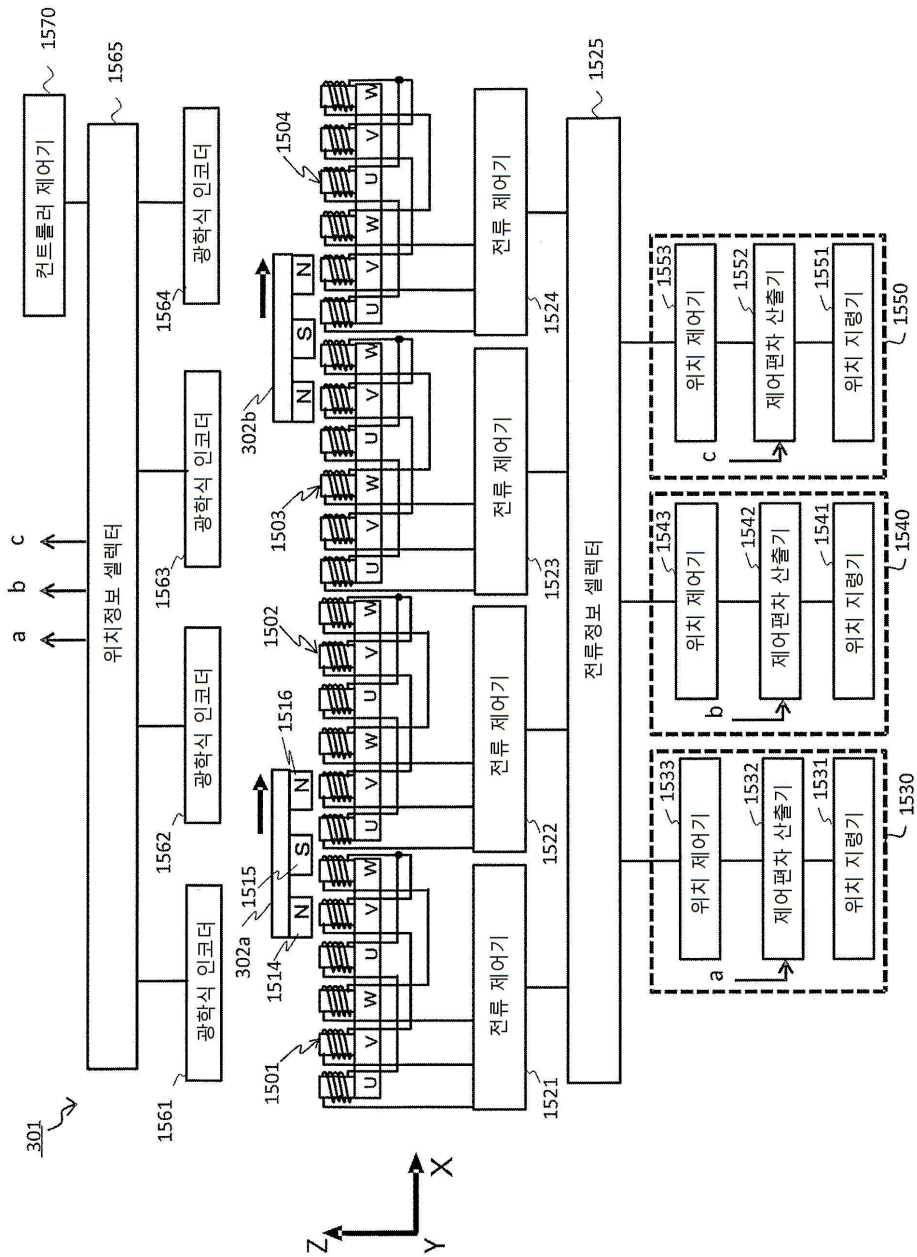 301
컨트롤러 제어기
1570
a
b
c
위치정보 셀렉터
1565
광학식 인코더
광학식 인코더
광학식 인코더
광학식 인코더
1561
1562
1563
1564
302a
302b
N
S
N
N
S
N
1514
1515
1516
1501
1502
1503
1504
U
V
W
U
V
W
U
V
W
U
V
W
U
V
W
U
V
W
U
V
W
U
V
W
전류 제어기
전류 제어기
전류 제어기
전류 제어기
1521
1522
1523
1524
전류정보 셀렉터
1525
위치 제어기
1533
위치 제어기
1543
위치 제어기
1553
a
제어편차 산출기
1532
b
제어편차 산출기
1542
c
제어편차 산출기
1552
위치 지령기
1531
위치 지령기
1541
위치 지령기
1551
1530
1540
1550
Z
Y
X